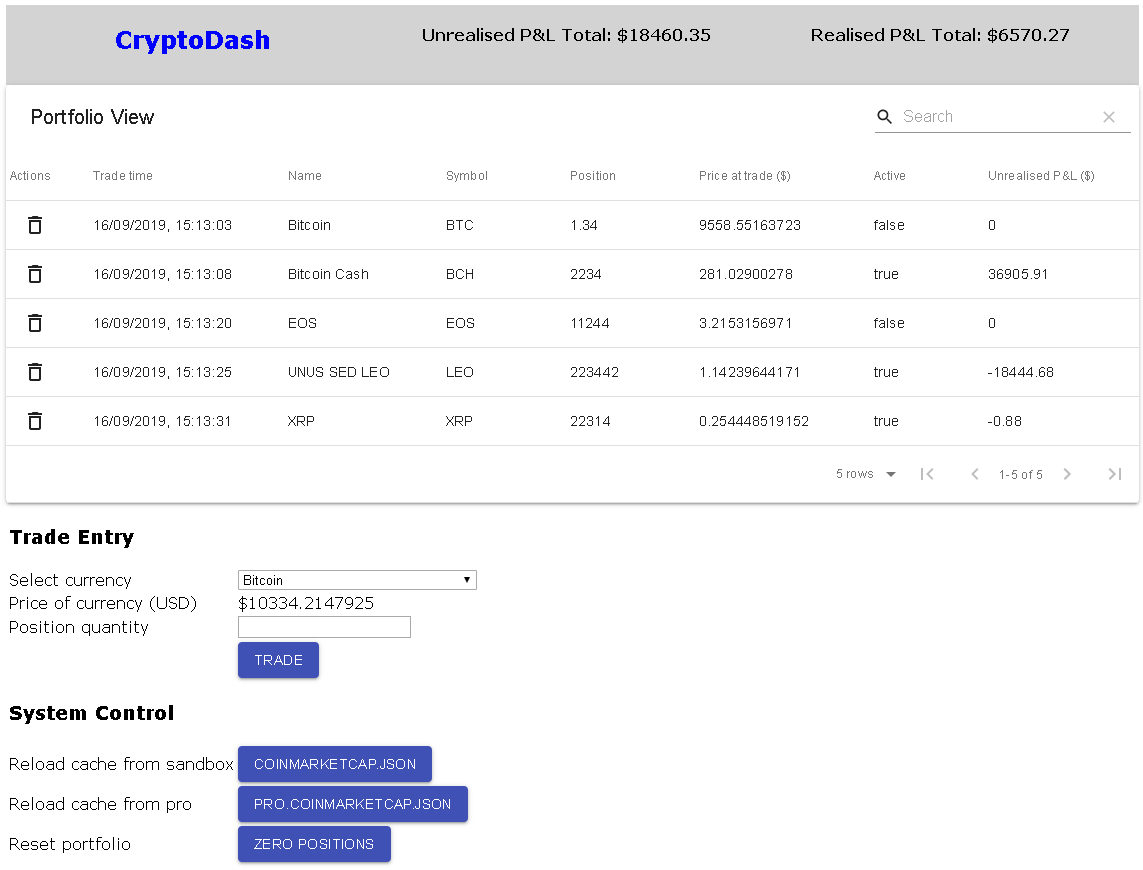 CryptoDash Unrealised P&L Total: $18460.35 Realised P&L Total: $6570.27
Portfolio View Search
Actions Trade time Name Symbol Position Price at trade ($) Active Unrealised P&L ($)
16/09/2019, 15:13:03 Bitcoin BTC 1.34 9558.55163723 false 0
16/09/2019, 15:13:08 Bitcoin Cash BCH 2234 281.02900278 true 36905.91
16/09/2019, 15:13:20 EOS EOS 11244 3.2153156971 false 0
16/09/2019, 15:13:25 UNUS SED LEO LEO 223442 1.14239644171 true -18444.68
16/09/2019, 15:13:31 XRP XRP 22314 0.254448519152 true -0.88
5 rows 1-5 of 5
Trade Entry
Select currency Bitcoin
Price of currency (USD) $10334.2147925
Position quantity
TRADE
System Control
Reload cache from sandbox COINMARKETCAP.JSON
Reload cache from pro PRO.COINMARKETCAP.JSON
Reset portfolio ZERO POSITIONS